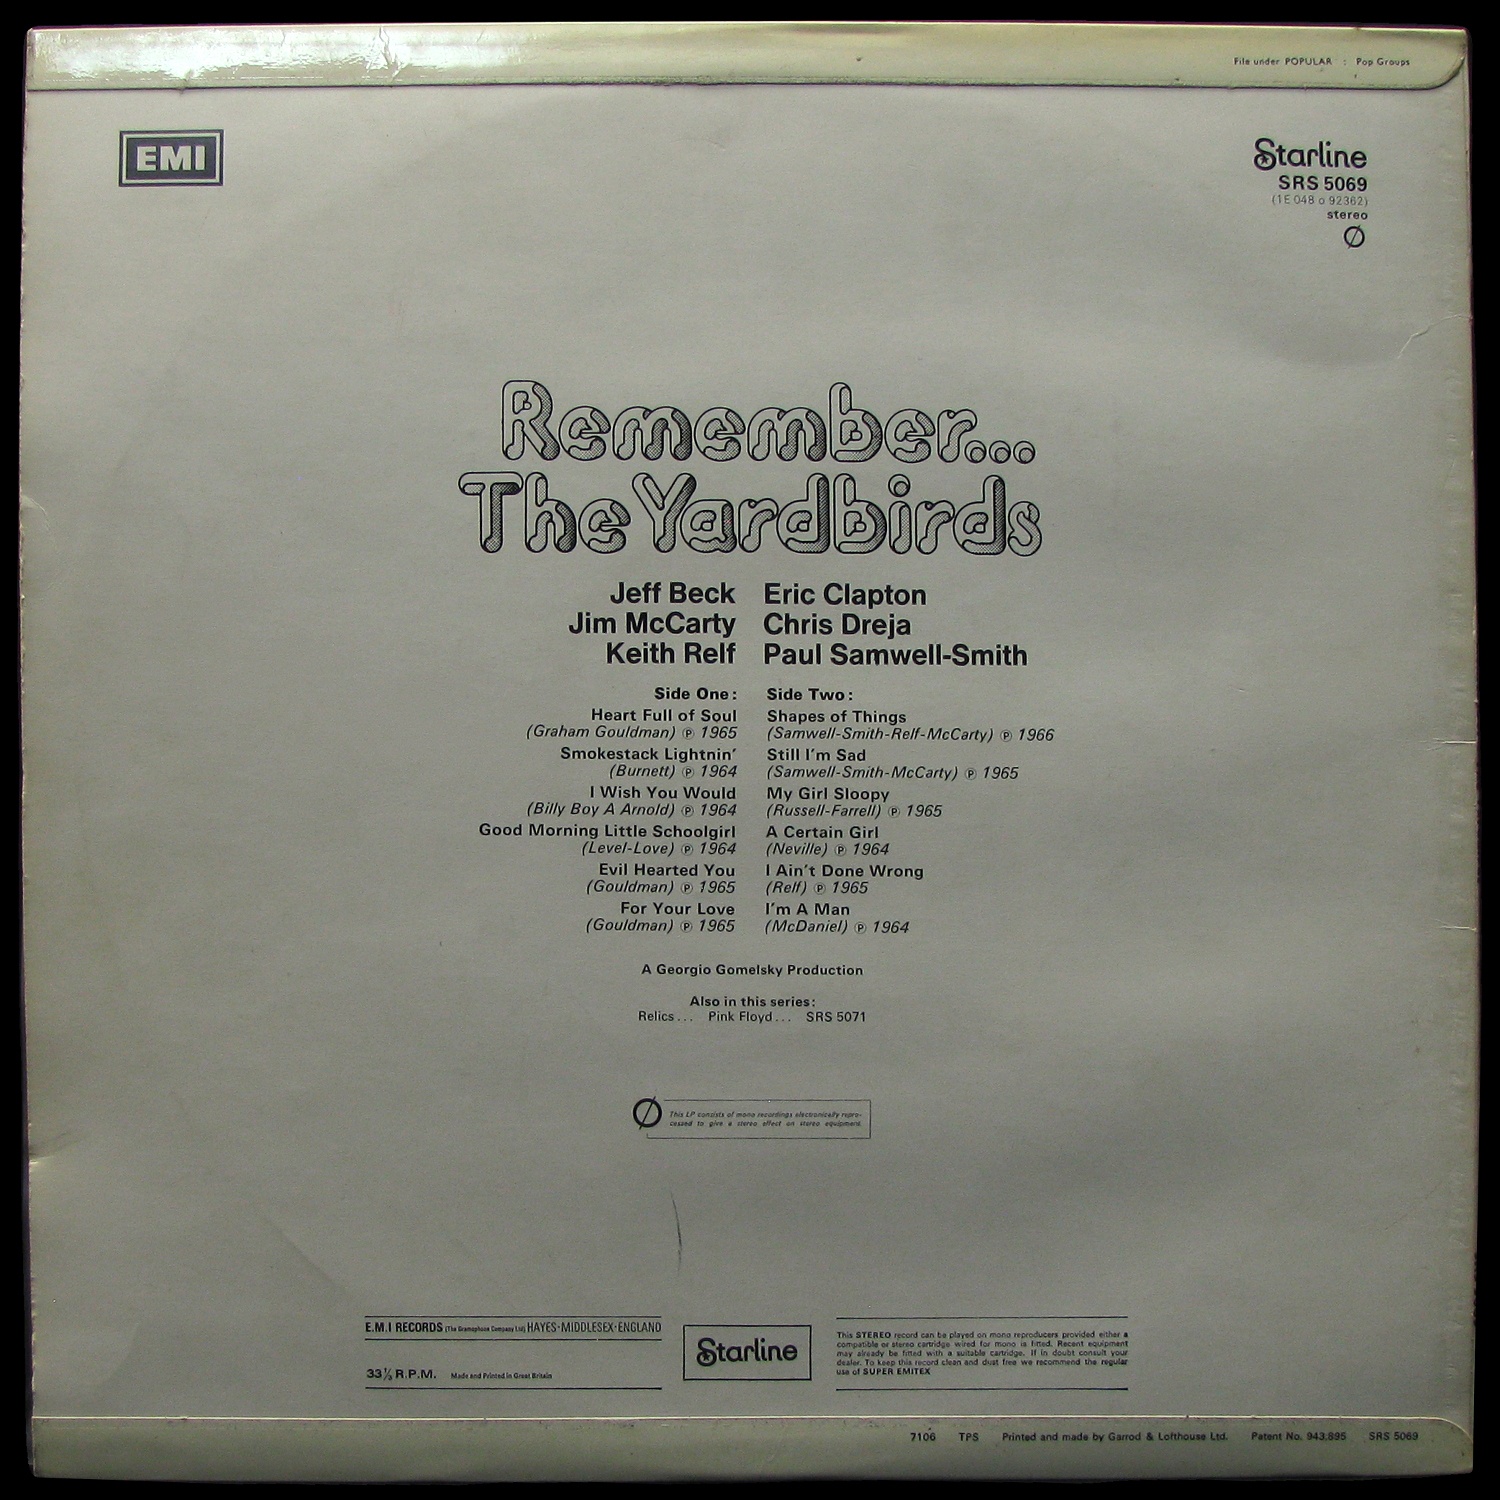 File under POPULAR : Pop Groups
EMI
Starline
SRS 5069
(1E 048 o 92362)
stereo
Ø
Remember...
The Yardbirds
Jeff Beck Eric Clapton
Jim McCarty Chris Dreja
Keith Relf Paul Samwell-Smith
Side One: Side Two:
Heart Full of Soul Shapes of Things
(Graham Gouldman) ℗ 1965 (Samwell-Smith-Relf-McCarty) ℗ 1966
Smokestack Lightnin' Still I'm Sad
(Burnett) ℗ 1964 (Samwell-Smith-McCarty) ℗ 1965
I Wish You Would My Girl Sloopy
(Billy Boy A Arnold) ℗ 1964 (Russell-Farrell) ℗ 1965
Good Morning Little Schoolgirl A Certain Girl
(Level-Love) ℗ 1964 (Neville) ℗ 1964
Evil Hearted You I Ain't Done Wrong
(Gouldman) ℗ 1965 (Relf) ℗ 1965
For Your Love I'm A Man
(Gouldman) ℗ 1965 (McDaniel) ℗ 1964
A Georgio Gomelsky Production
Also in this series:
Relics... Pink Floyd... SRS 5071
Ø This LP consists of mono recordings electronically repro-
cessed to give a stereo effect on stereo equipment.
E.M.I RECORDS (The Gramophone Company Ltd) HAYES·MIDDLESEX·ENGLAND
33⅓ R.P.M. Made and Printed in Great Britain
Starline
This STEREO record can be played on mono reproducers provided either a
compatible or stereo cartridge wired for mono is fitted. Recent equipment
may already be fitted with a suitable cartridge. If in doubt consult your
dealer. To keep this record clean and dust free we recommend the regular
use of SUPER EMITEX
7106 TPS Printed and made by Garrod & Lofthouse Ltd. Patent No. 943,895 SRS 5069